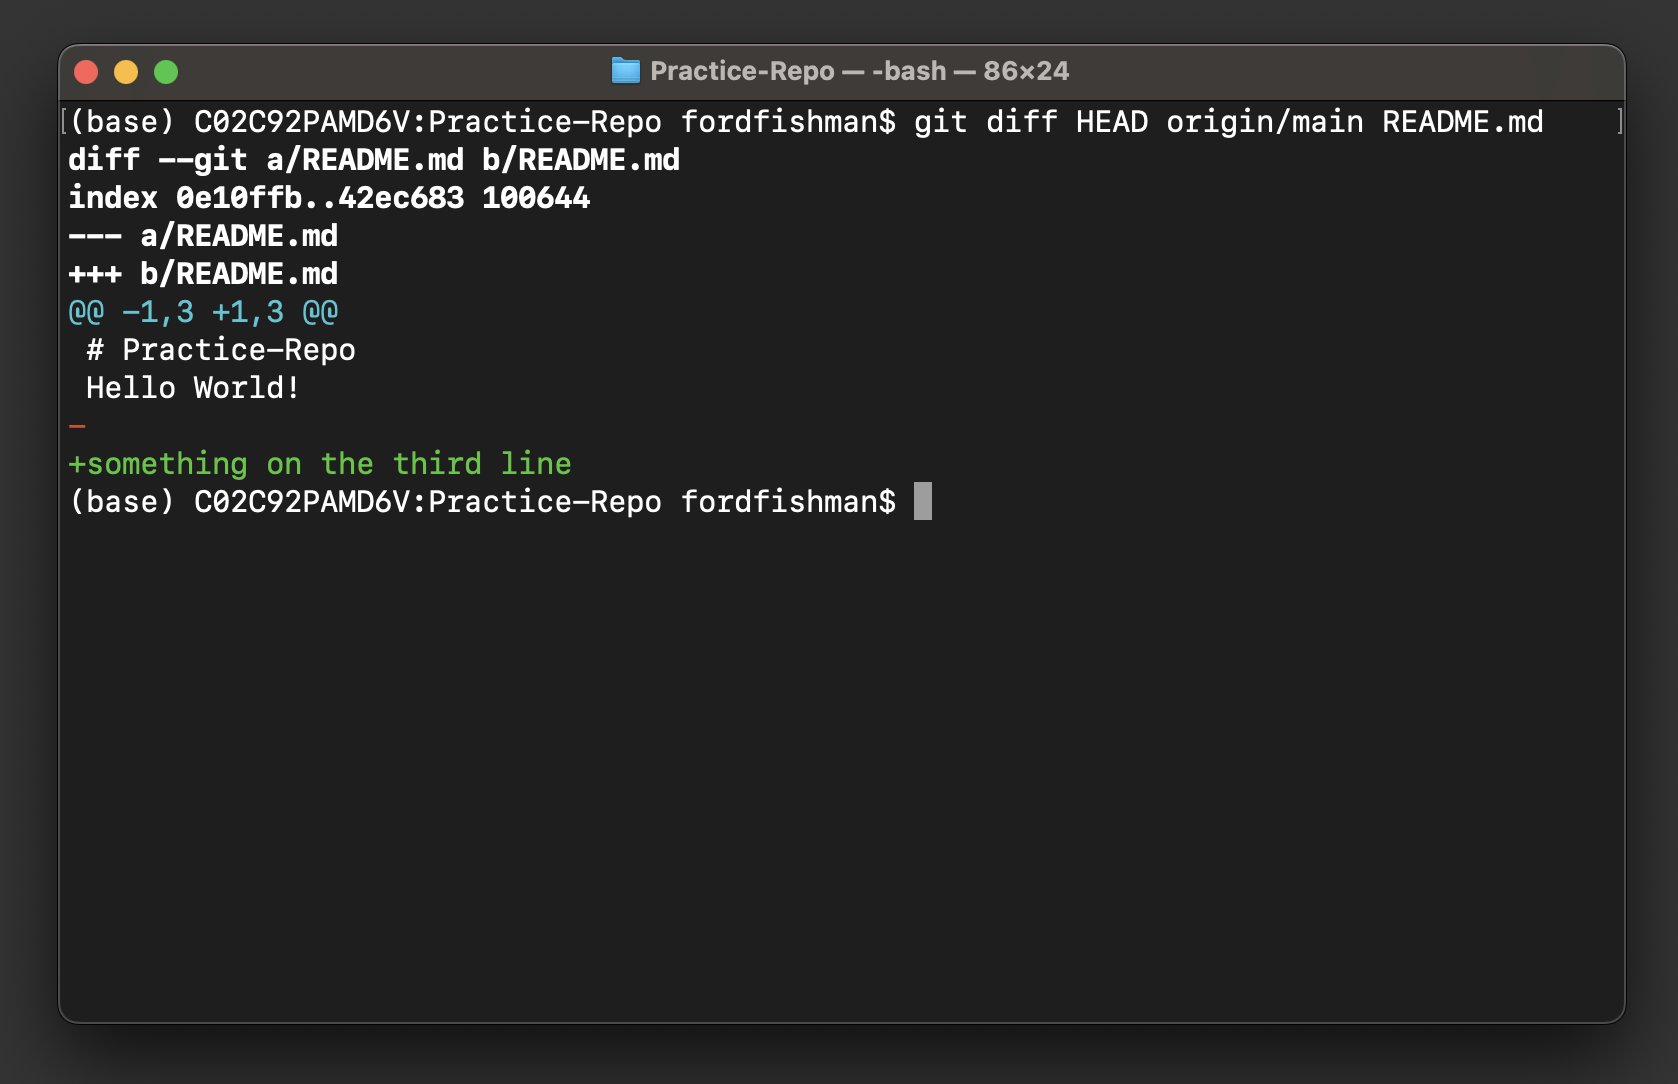 Practice-Repo — -bash — 86×24
[(base) C02C92PAMD6V:Practice-Repo fordfishman$ git diff HEAD origin/main README.md ]
diff --git a/README.md b/README.md
index 0e10ffb..42ec683 100644
--- a/README.md
+++ b/README.md
@@ -1,3 +1,3 @@
 # Practice-Repo
 Hello World!
-
+something on the third line
(base) C02C92PAMD6V:Practice-Repo fordfishman$